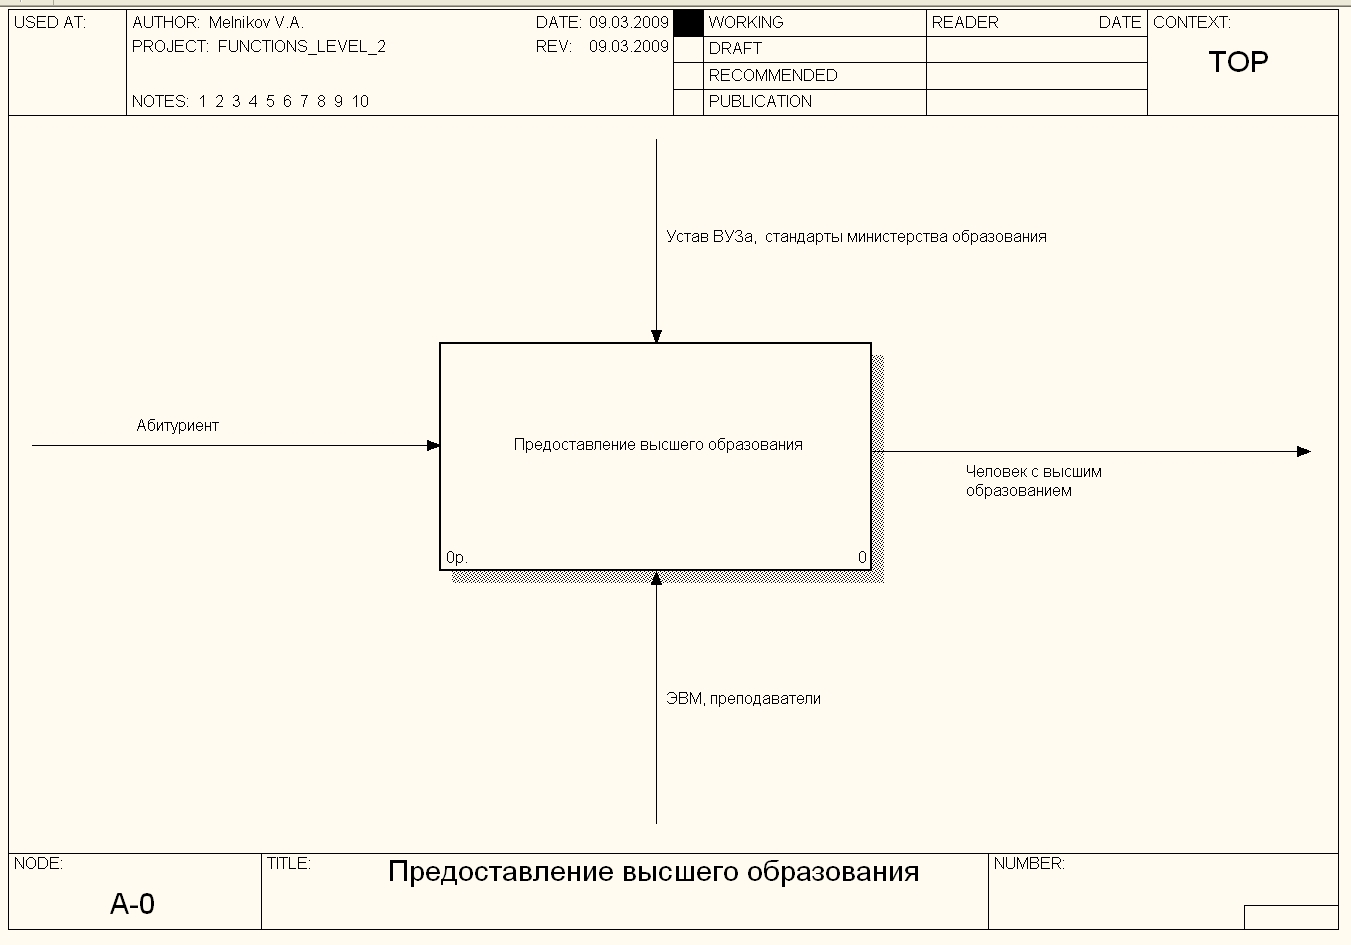 USED AT:
AUTHOR: Melnikov V.A.
DATE: 09.03.2009
PROJECT: FUNCTIONS_LEVEL_2
REV: 09.03.2009
NOTES: 1 2 3 4 5 6 7 8 9 10
WORKING
DRAFT
RECOMMENDED
PUBLICATION
READER DATE
CONTEXT:
TOP
Устав ВУЗа, стандарты министерства образования
Абитуриент
Предоставление высшего образования
Человек с высшим
образованием
0р.
0
ЭВМ, преподаватели
NODE:
A-0
TITLE:
Предоставление высшего образования
NUMBER: